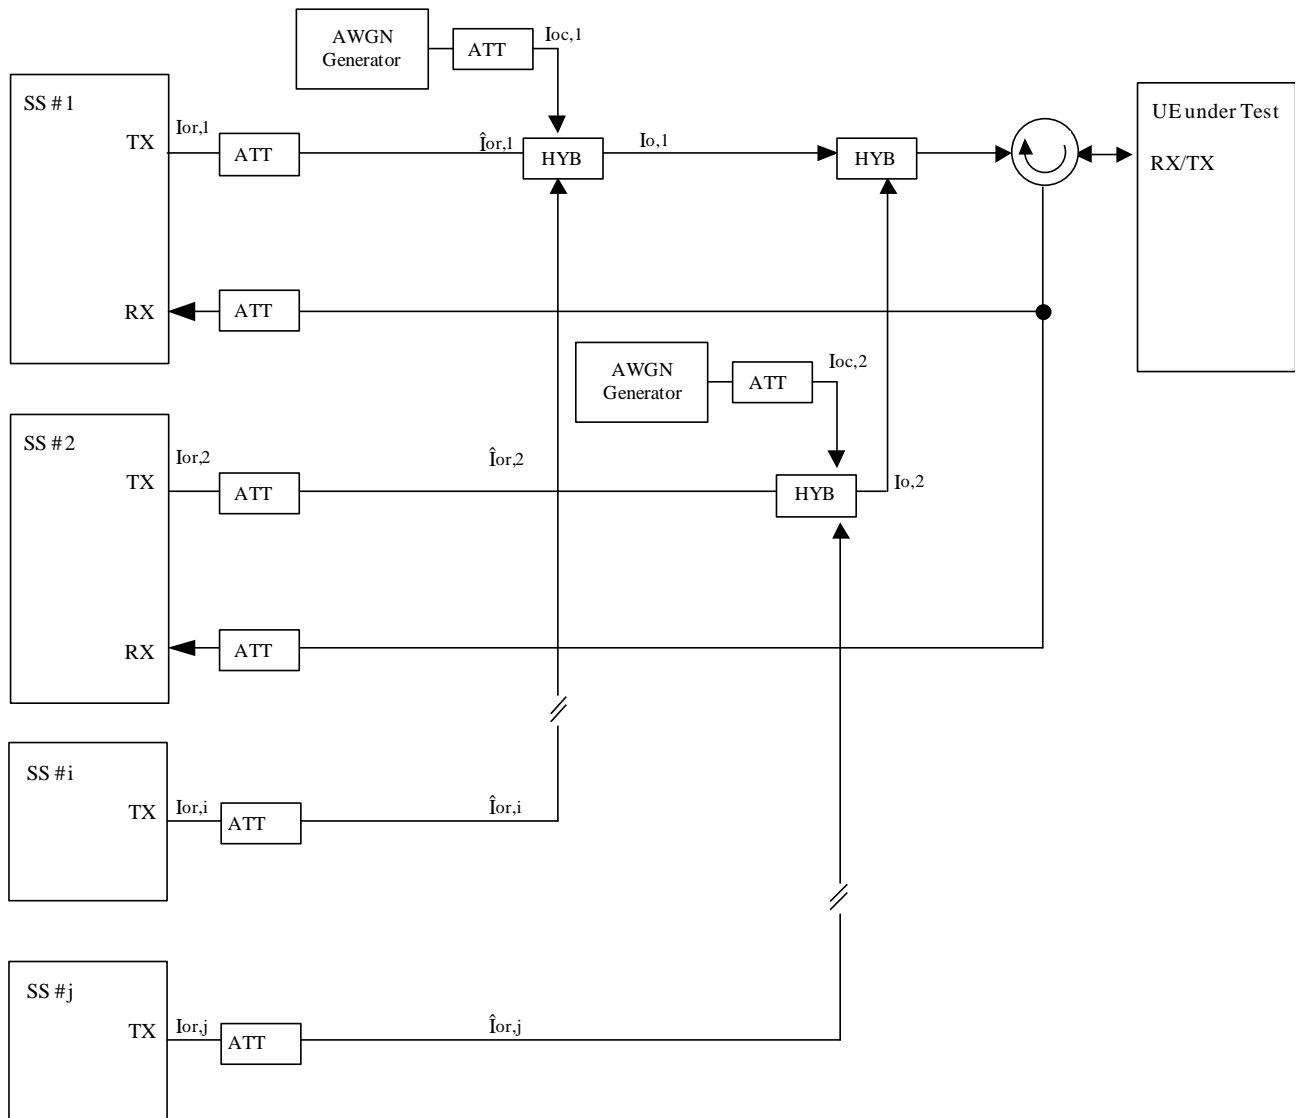 AWGN
Generator
ATT
Ioc,1
SS #1
TX
Ior,1
ATT
Îor,1
HYB
Io,1
HYB
UE under Test
RX/TX
RX
ATT
AWGN
Generator
ATT
Ioc,2
SS #2
TX
Ior,2
ATT
Îor,2
HYB
Io,2
RX
ATT
SS #i
TX
Ior,i
ATT
Îor,i
SS #j
TX
Ior,j
ATT
Îor,j